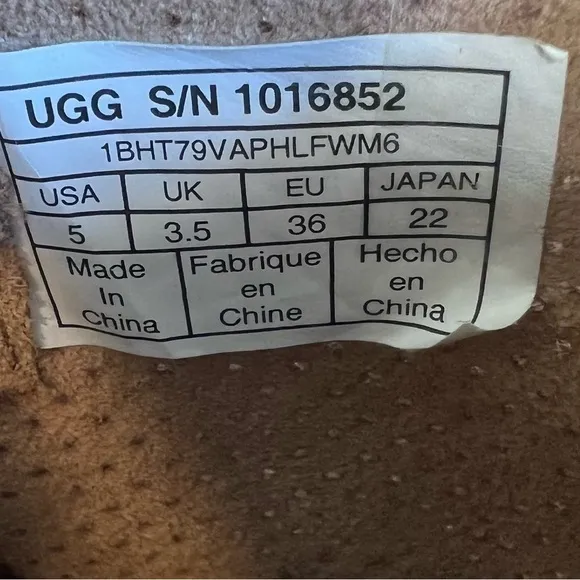 UGG S/N 1016852
1BHT79VAPHLFWM6
USA UK EU JAPAN
5 3.5 36 22
Made Fabrique Hecho
In en en
China Chine China